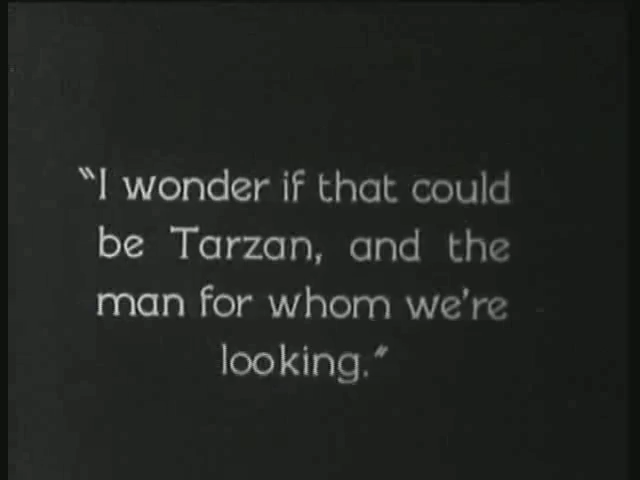 "I wonder if that could
be Tarzan, and the
man for whom we're
looking."